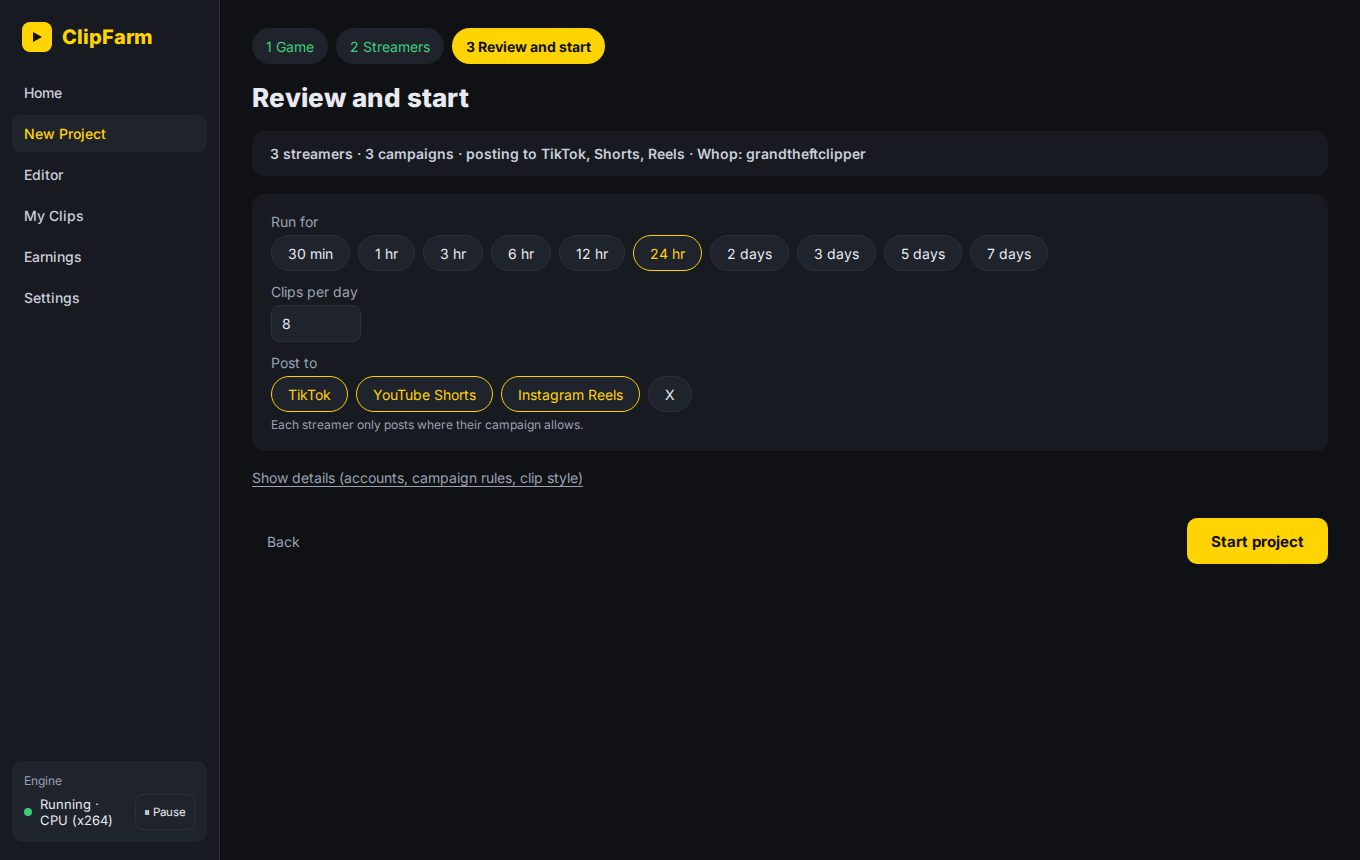 ClipFarm
Home
New Project
Editor
My Clips
Earnings
Settings
Engine
Running ·
CPU (x264)
Pause
1 Game
2 Streamers
3 Review and start
Review and start
3 streamers · 3 campaigns · posting to TikTok, Shorts, Reels · Whop: grandtheftclipper
Run for
30 min 1 hr 3 hr 6 hr 12 hr 24 hr 2 days 3 days 5 days 7 days
Clips per day
8
Post to
TikTok YouTube Shorts Instagram Reels X
Each streamer only posts where their campaign allows.
Show details (accounts, campaign rules, clip style)
Back
Start project